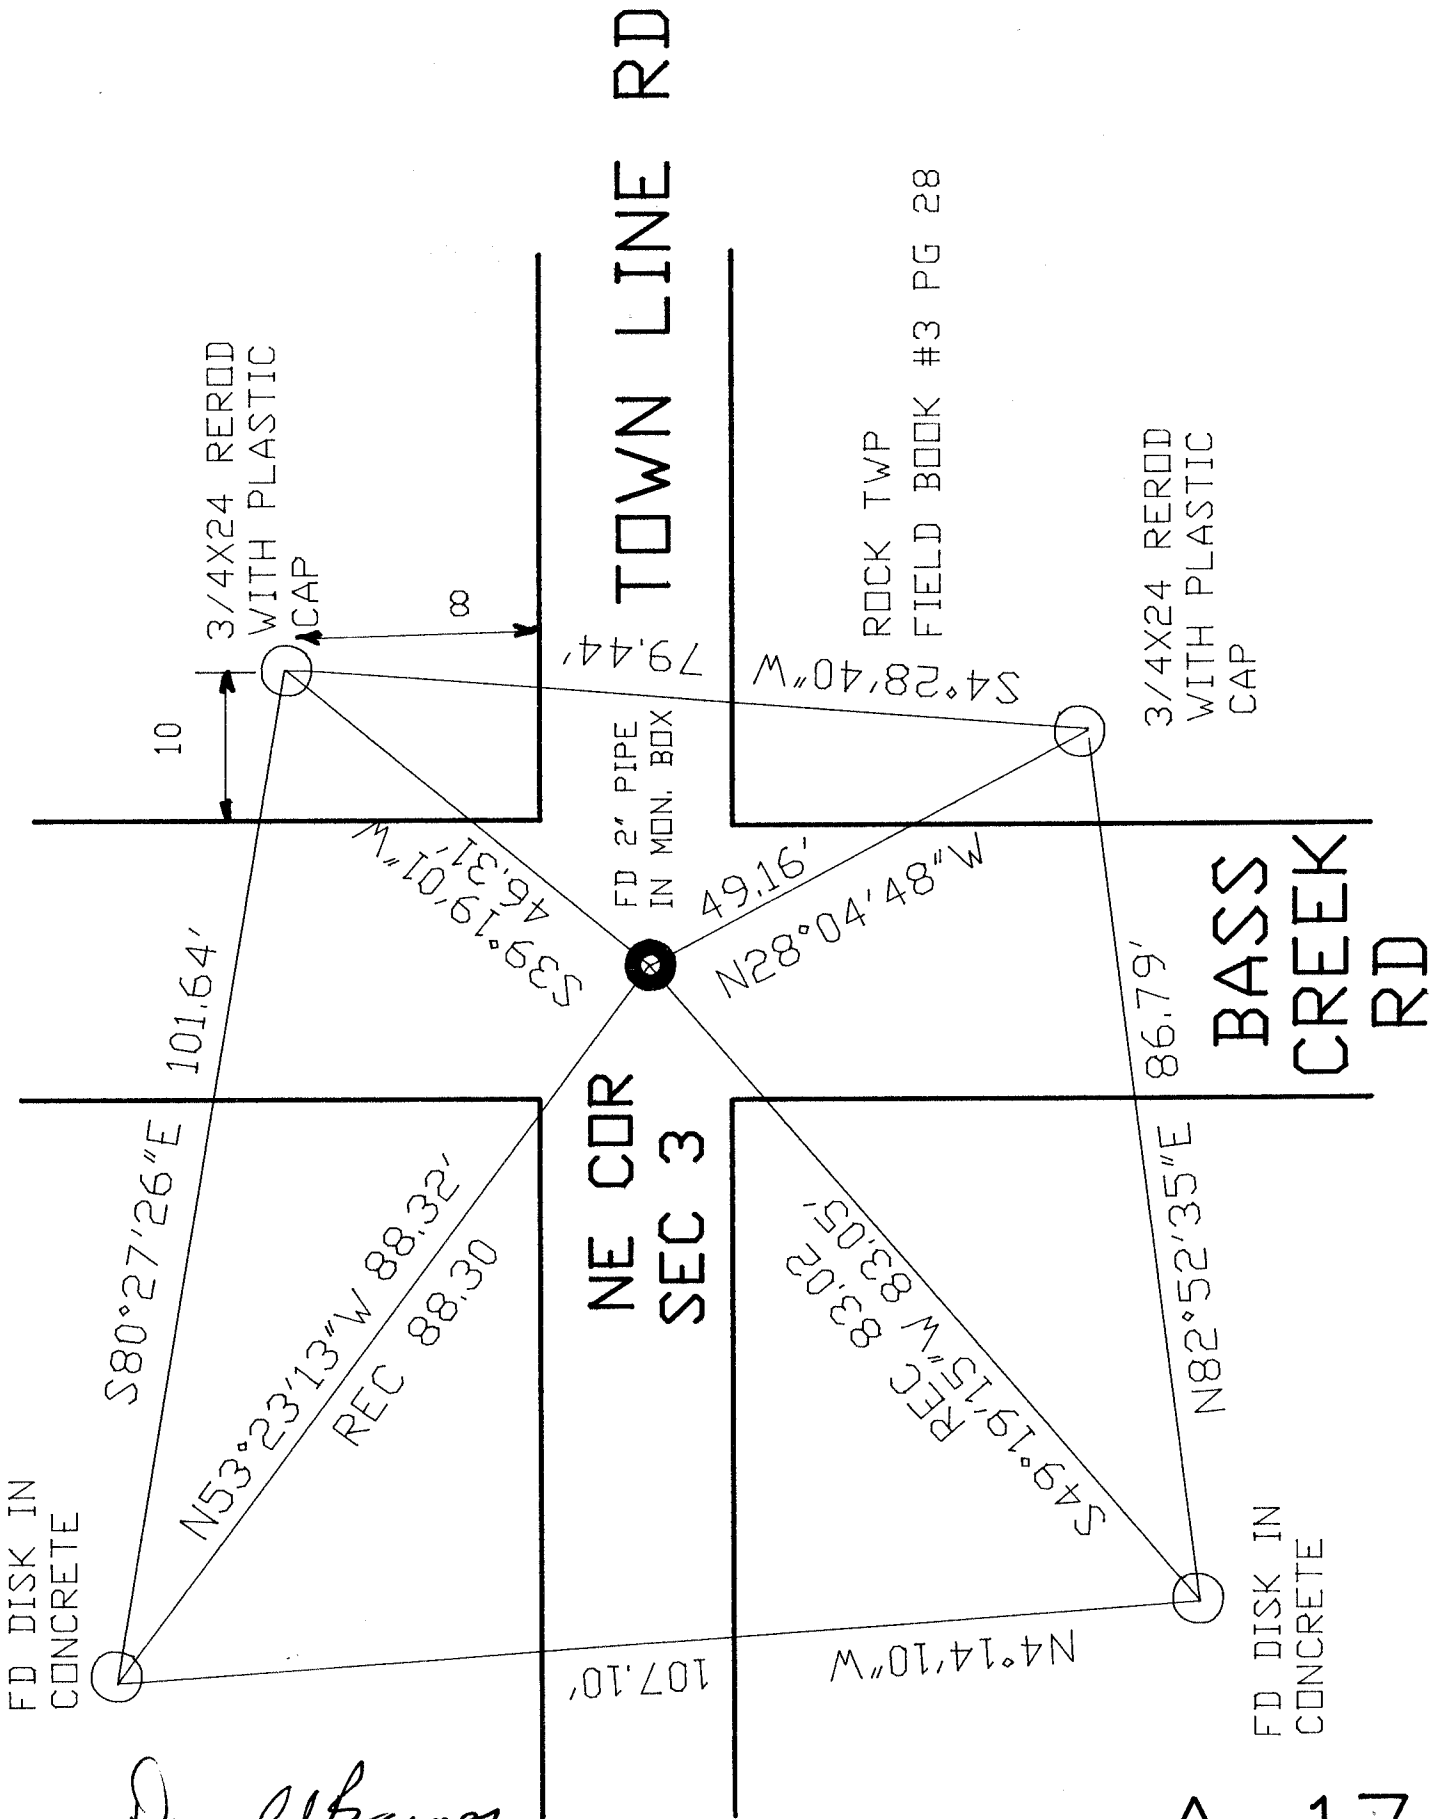 FD DISK IN
CONCRETE
S80°27'26"E 101.64'
3/4X24 REROD
WITH PLASTIC
CAP
10
8
N53°23'13"W 88.32'
REC 88.30
S39°19'01"W
46.31'
107.10'
N4°14'10"W
NE COR
SEC 3
FD 2" PIPE
IN MON. BOX
TOWN LINE RD
79.44'
S4°28'40"W
REC 83.02
S49°19'15"W 83.05'
49.16'
N28°04'48"W
ROCK TWP
FIELD BOOK #3 PG 28
N82°52'35"E 86.79'
3/4X24 REROD
WITH PLASTIC
CAP
FD DISK IN
CONCRETE
BASS
CREEK
RD